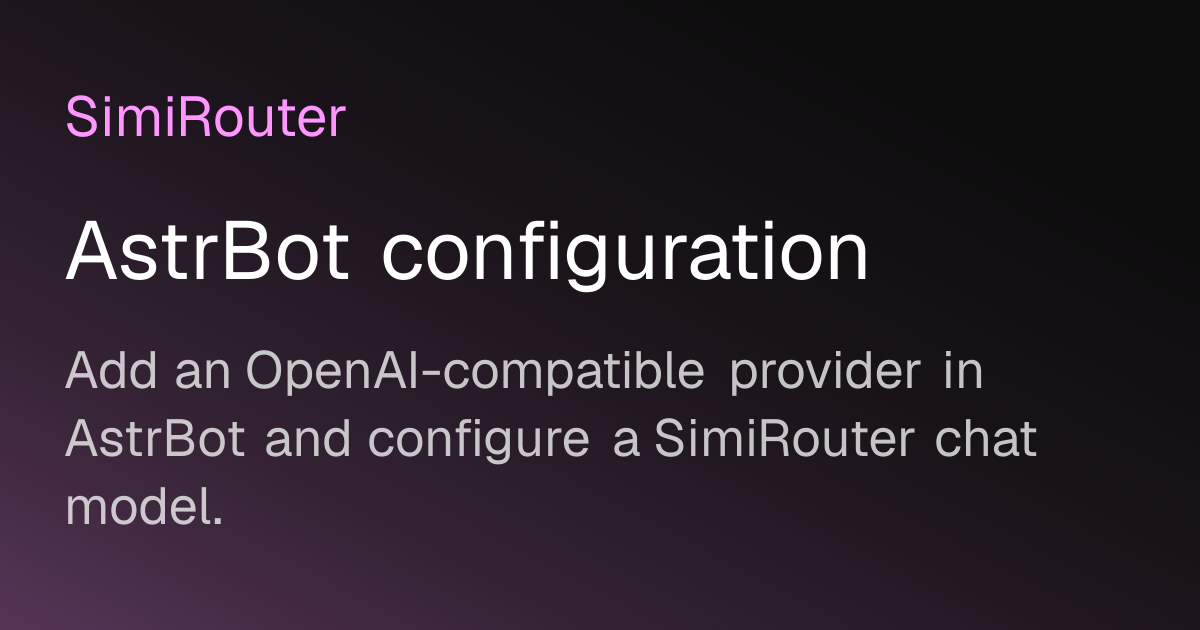 SimiRouter
AstrBot configuration
Add an OpenAI-compatible provider in
AstrBot and configure a SimiRouter chat
model.